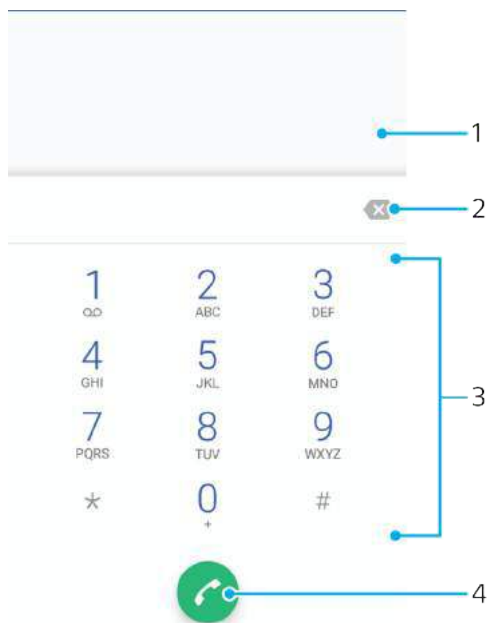 1
2
1 2 3
ABC DEF
4 5 6
GHI JKL MNO
3
7 8 9
PQRS TUV WXYZ
* 0 #
+
4